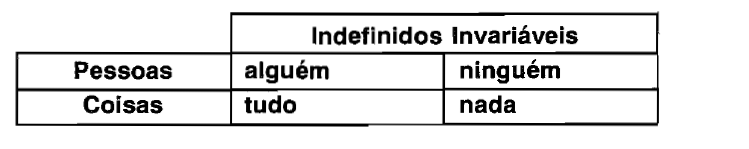 Indefinidos Invariáveis
Pessoas alguém ninguém
Coisas tudo nada